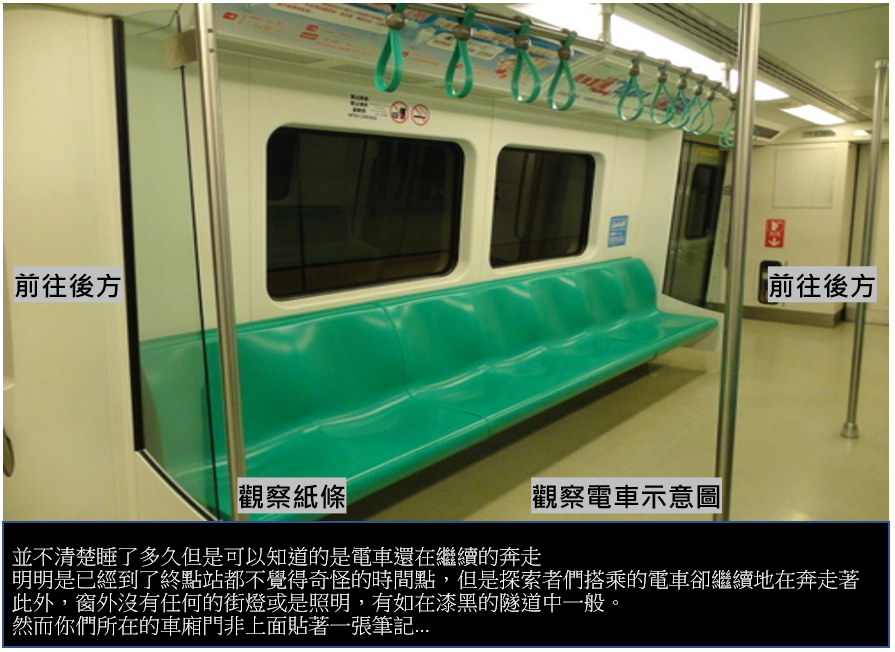 前往後方
前往後方
觀察紙條
觀察電車示意圖
並不清楚睡了多久但是可以知道的是電車還在繼續的奔走
明明是已經到了終點站都不覺得奇怪的時間點，但是探索者們搭乘的電車卻繼續地在奔走著
此外，窗外沒有任何的街燈或是照明，有如在漆黑的隧道中一般。
然而你們所在的車廂門非上面貼著一張筆記...